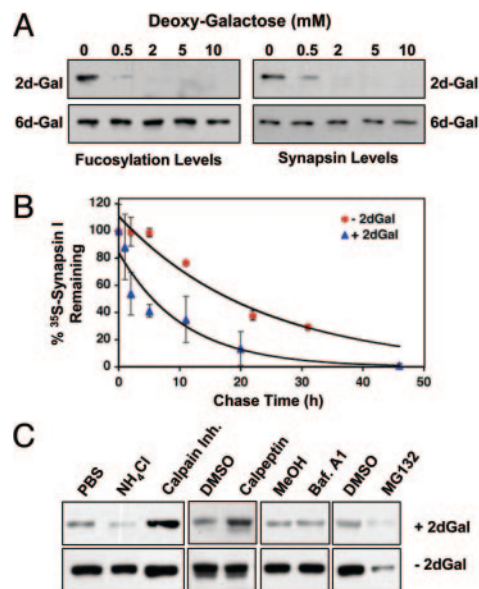 A
Deoxy-Galactose (mM)
0 0.5 2 5 10 0 0.5 2 5 10
2d-Gal 2d-Gal
6d-Gal 6d-Gal
Fucosylation Levels Synapsin Levels
B
120
100
80
60
40
20
0
% ³⁵S-Synapsin I
Remaining
- 2dGal
+ 2dGal
0 10 20 30 40 50
Chase Time (h)
C
PBS NH₄Cl Calpain Inh. DMSO Calpeptin MeOH Baf. A1 DMSO MG132
+ 2dGal
- 2dGal